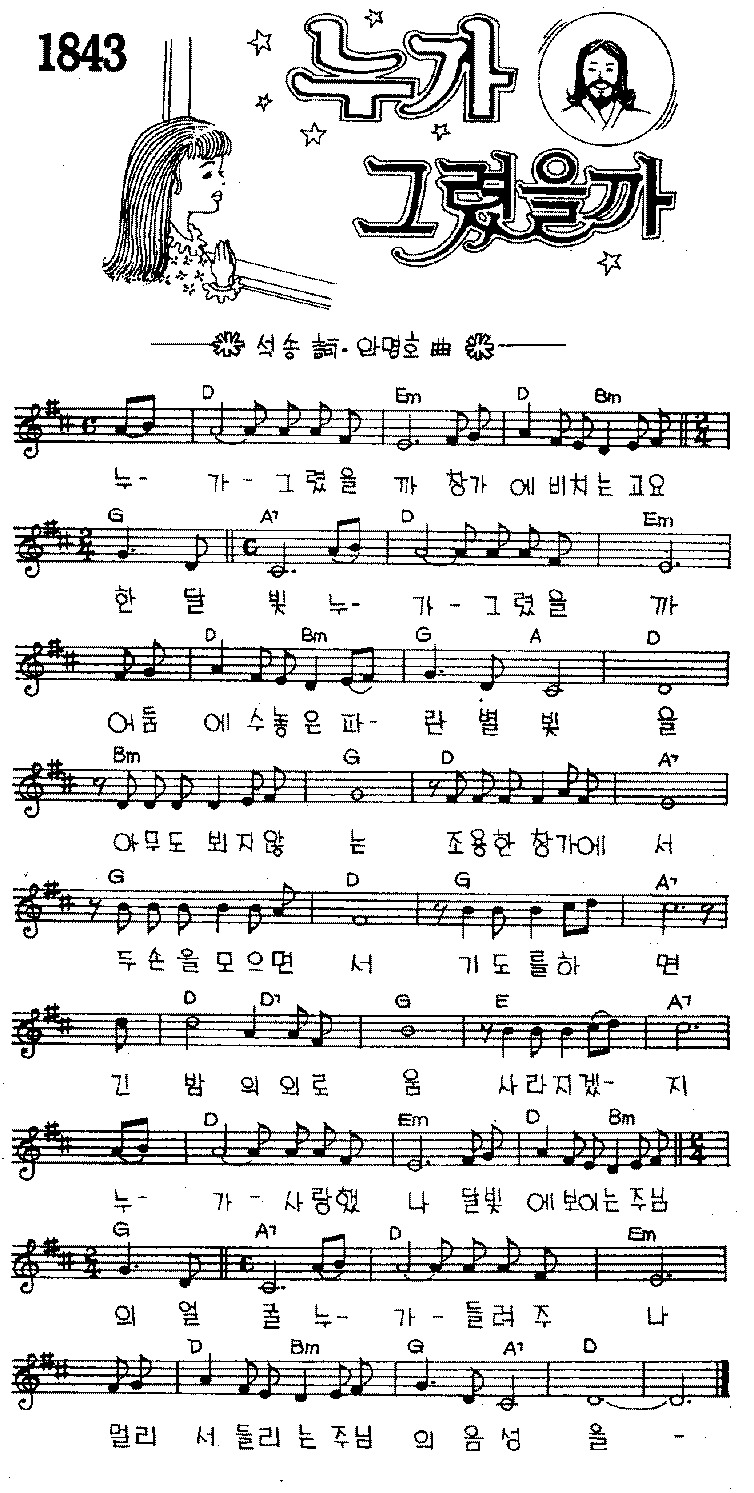 1843
누가
그렸을까
석송 詞·안명호 曲
D Em D Bm
누- 가- 그렸을 까 창가 에 비치는 고요
G A7 D Em
한 달 빛 누- 가- 그렸을 까
D Bm G A D
어둠 에 수놓은 파- 란 별 빛 을
Bm G D A7
아무도 뵈지않 는 조용한 창가에 서
G D G A7
두손을 모으면 서 기도를하 면
D D7 G E A7
긴 밤 의 외로 움 사라지겠- 지
D Em D Bm
누- 가- 사랑했 나 달빛 에보이는주님
G A7 D Em
의 얼 굴 누- 가- 들려주 나
D Bm G A7 D
멀리 서 들리는주님 의 음 성 을 -